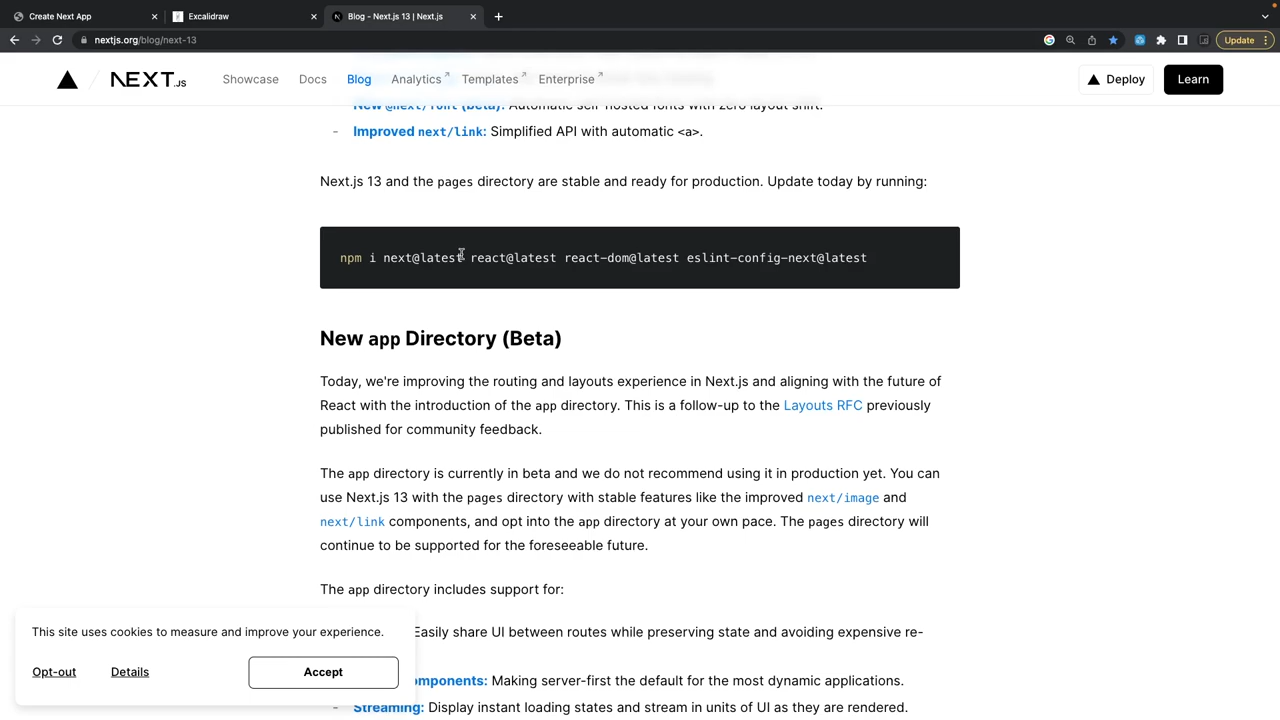 Create Next App
Excalidraw
Blog - Next.js 13 | Next.js
nextjs.org/blog/next-13
Update
NEXT.JS
Showcase
Docs
Blog
Analytics
Templates
Enterprise
Deploy
Learn
New @next/font (beta): Automatic self-hosted fonts with zero layout shift.
- Improved next/link: Simplified API with automatic <a>.
Next.js 13 and the pages directory are stable and ready for production. Update today by running:
npm i next@latest react@latest react-dom@latest eslint-config-next@latest
New app Directory (Beta)
Today, we're improving the routing and layouts experience in Next.js and aligning with the future of
React with the introduction of the app directory. This is a follow-up to the Layouts RFC previously
published for community feedback.
The app directory is currently in beta and we do not recommend using it in production yet. You can
use Next.js 13 with the pages directory with stable features like the improved next/image and
next/link components, and opt into the app directory at your own pace. The pages directory will
continue to be supported for the foreseeable future.
The app directory includes support for:
Easily share UI between routes while preserving state and avoiding expensive re-
omponents: Making server-first the default for the most dynamic applications.
- Streaming: Display instant loading states and stream in units of UI as they are rendered.
This site uses cookies to measure and improve your experience.
Opt-out
Details
Accept